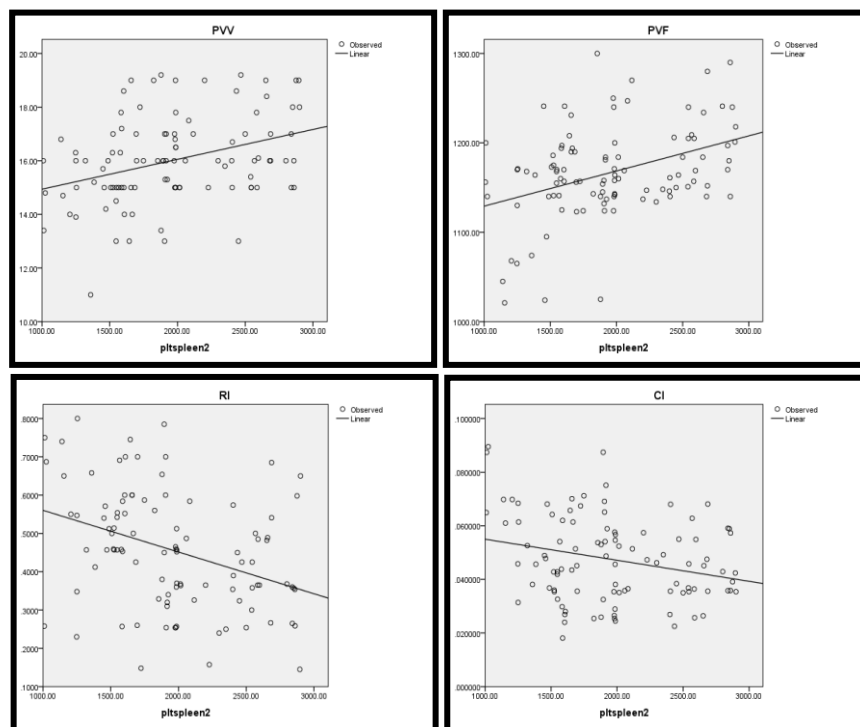 PVV
Observed
Linear
20.00
18.00
16.00
14.00
12.00
10.00
1000.00 1500.00 2000.00 2500.00 3000.00
pltspleen2
PVF
Observed
Linear
1300.00
1200.00
1100.00
1000.00
1000.00 1500.00 2000.00 2500.00 3000.00
pltspleen2
RI
Observed
Linear
.8000
.7000
.6000
.5000
.4000
.3000
.2000
.1000
1000.00 1500.00 2000.00 2500.00 3000.00
pltspleen2
CI
Observed
Linear
.100000
.080000
.060000
.040000
.020000
.000000
1000.00 1500.00 2000.00 2500.00 3000.00
pltspleen2